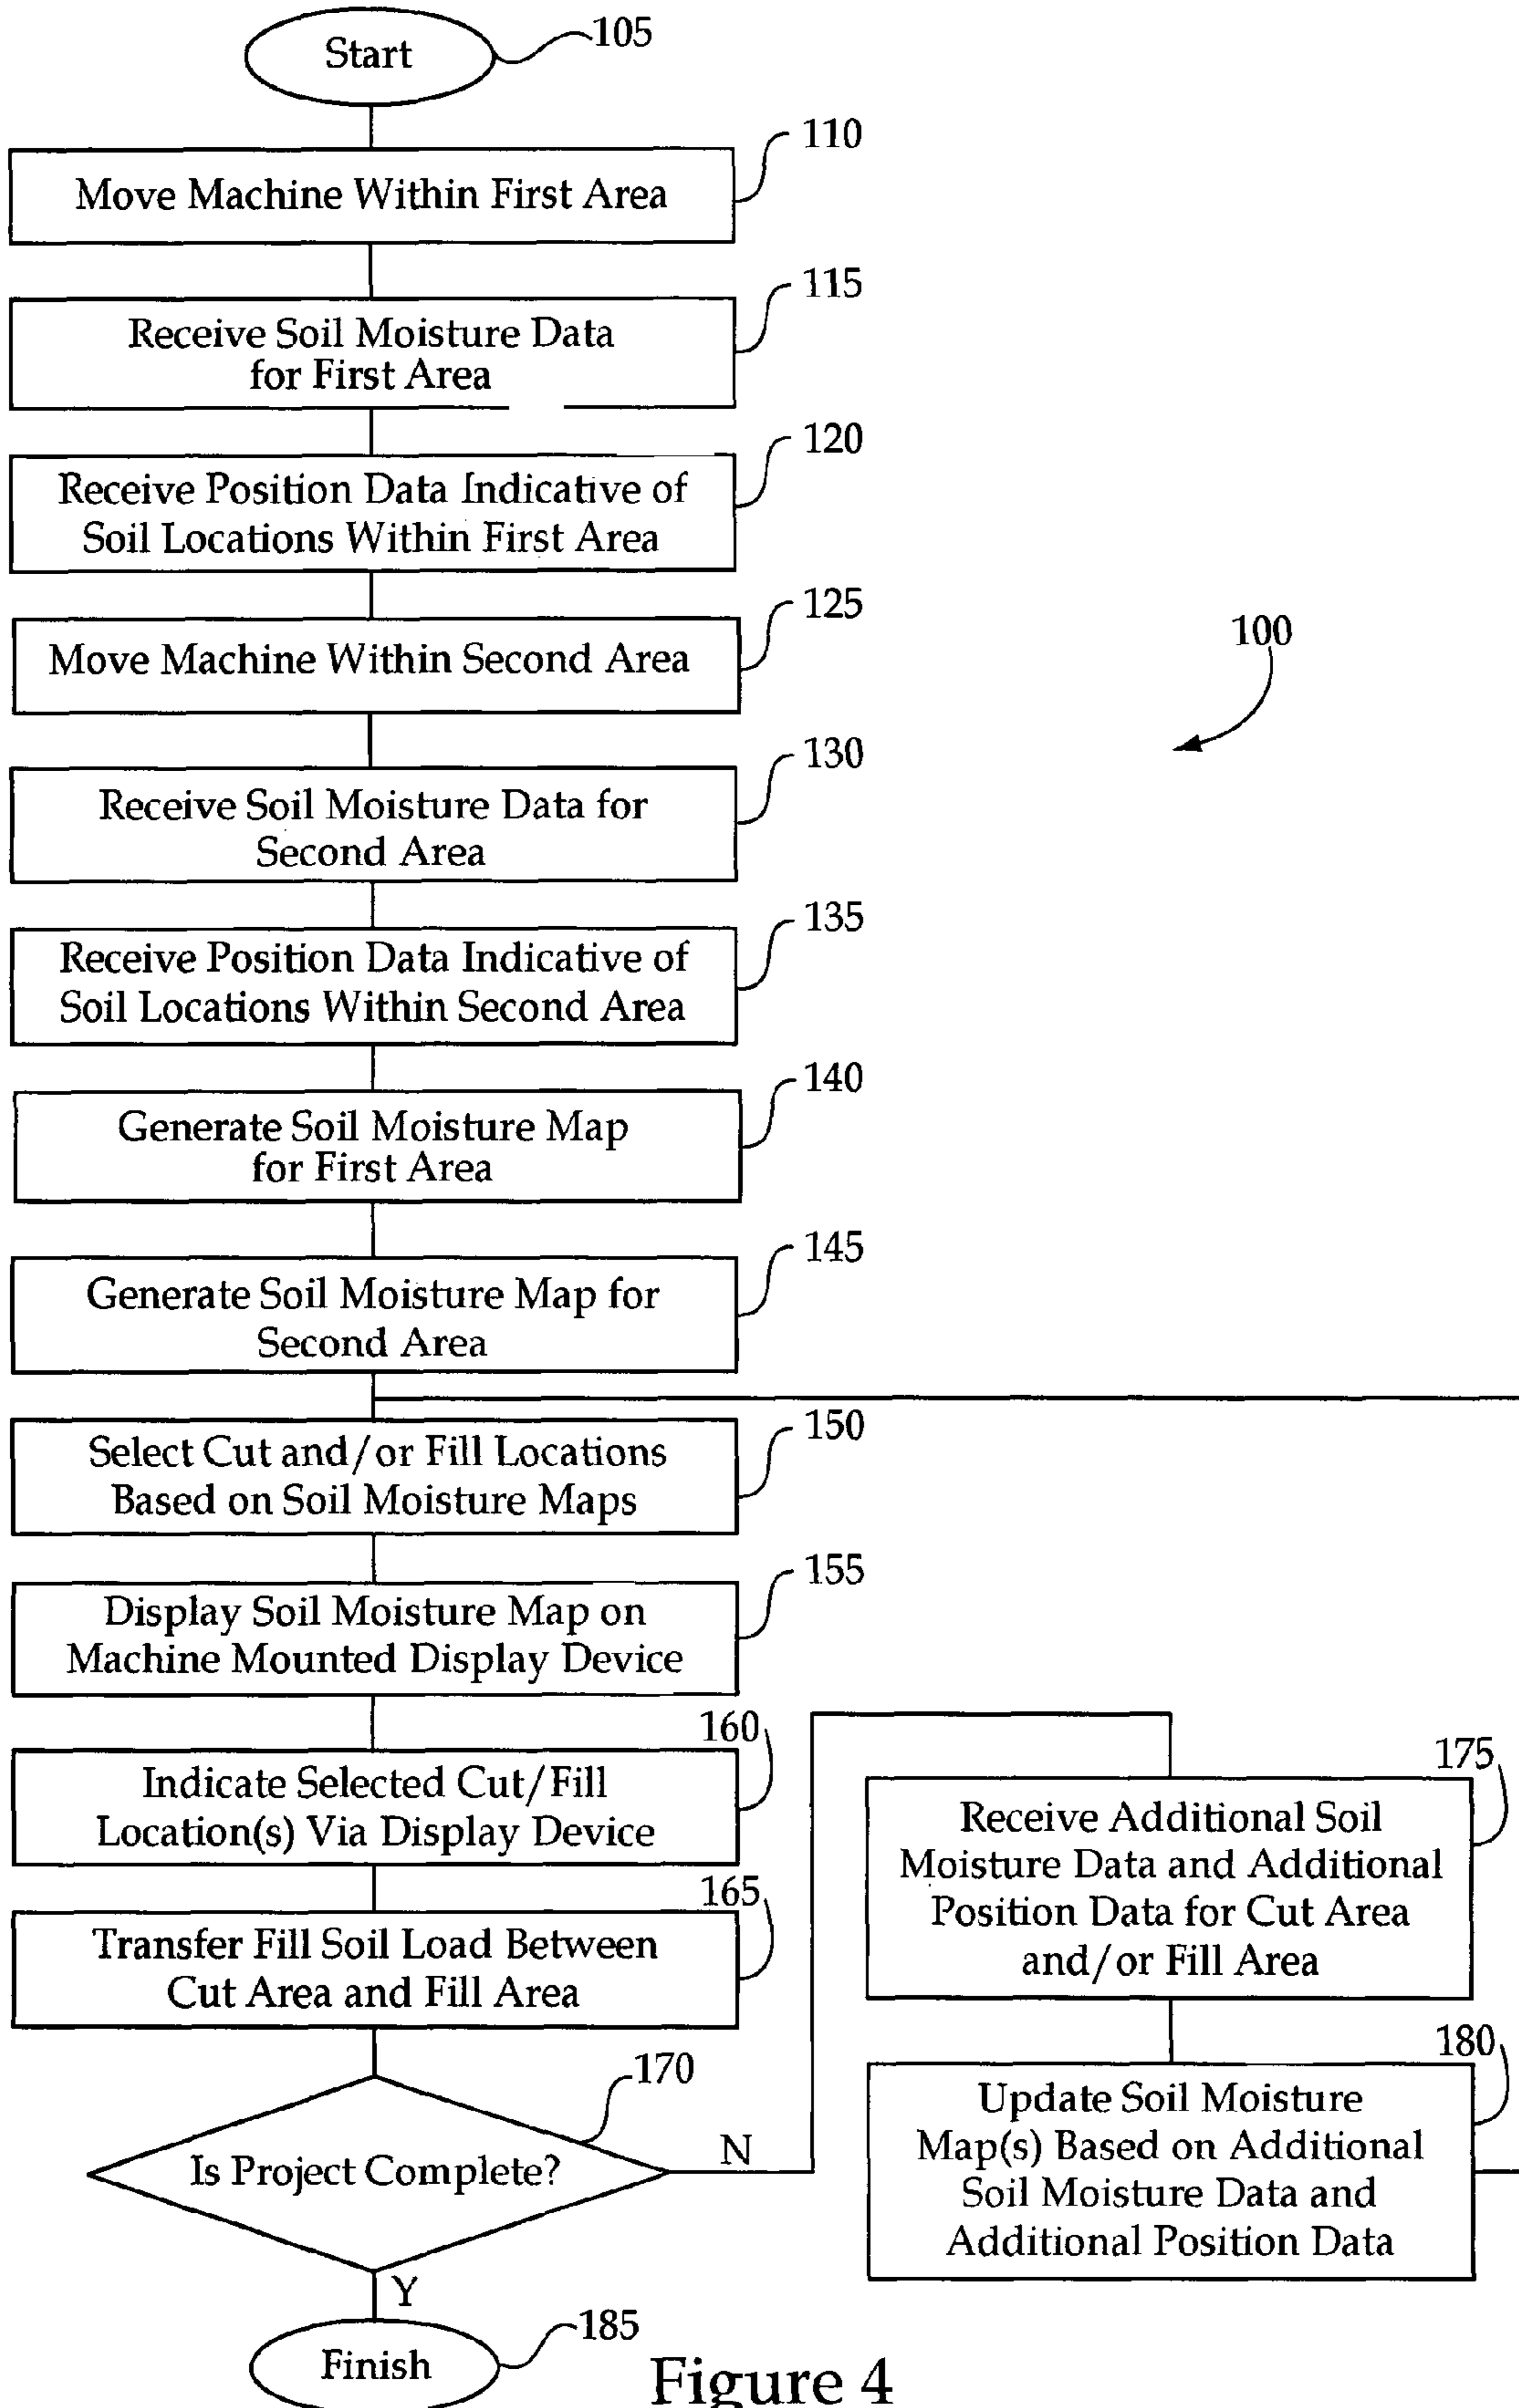 Start
105
110
Move Machine Within First Area
115
Receive Soil Moisture Data
for First Area
120
Receive Position Data Indicative of
Soil Locations Within First Area
125
Move Machine Within Second Area
100
130
Receive Soil Moisture Data for
Second Area
135
Receive Position Data Indicative of
Soil Locations Within Second Area
140
Generate Soil Moisture Map
for First Area
145
Generate Soil Moisture Map for
Second Area
150
Select Cut and/or Fill Locations
Based on Soil Moisture Maps
155
Display Soil Moisture Map on
Machine Mounted Display Device
160
Indicate Selected Cut/Fill
Location(s) Via Display Device
165
Transfer Fill Soil Load Between
Cut Area and Fill Area
170
Is Project Complete?
N
175
Receive Additional Soil
Moisture Data and Additional
Position Data for Cut Area
and/or Fill Area
180
Update Soil Moisture
Map(s) Based on Additional
Soil Moisture Data and
Additional Position Data
Y
185
Finish
Figure 4